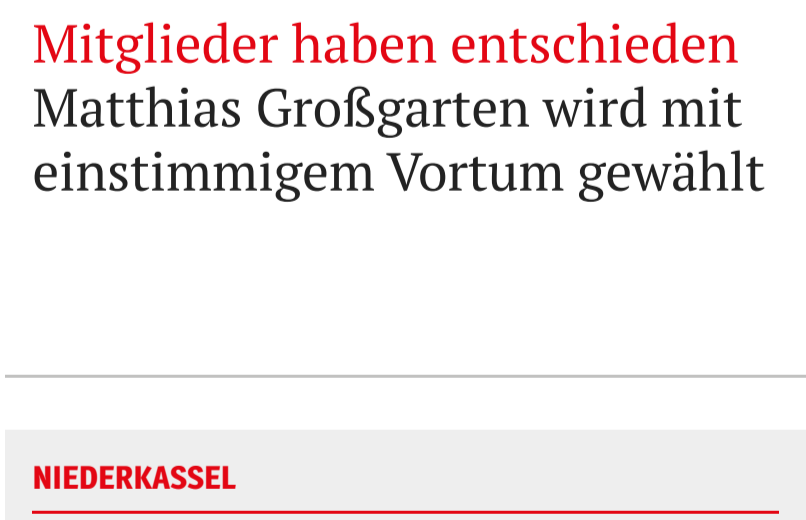 Mitglieder haben entschieden
Matthias Großgarten wird mit
einstimmigem Vortum gewählt
NIEDERKASSEL